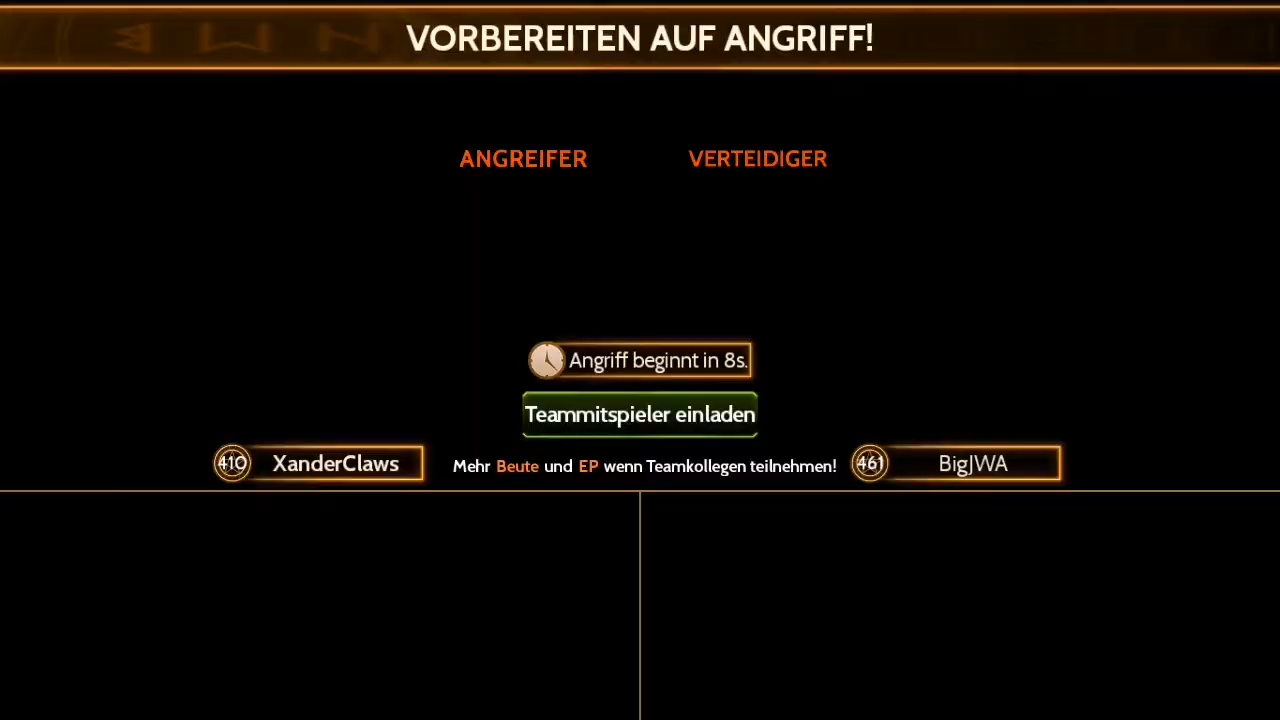 VORBEREITEN AUF ANGRIFF!
ANGREIFER
VERTEIDIGER
Angriff beginnt in 8s.
Teammitspieler einladen
410 XanderClaws
Mehr Beute und EP wenn Teamkollegen teilnehmen!
461 BigJWA